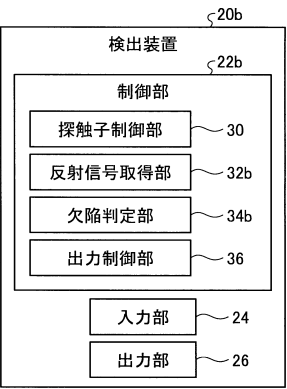 20b
検出装置
22b
制御部
探触子制御部 30
反射信号取得部 32b
欠陥判定部 34b
出力制御部 36
入力部 24
出力部 26